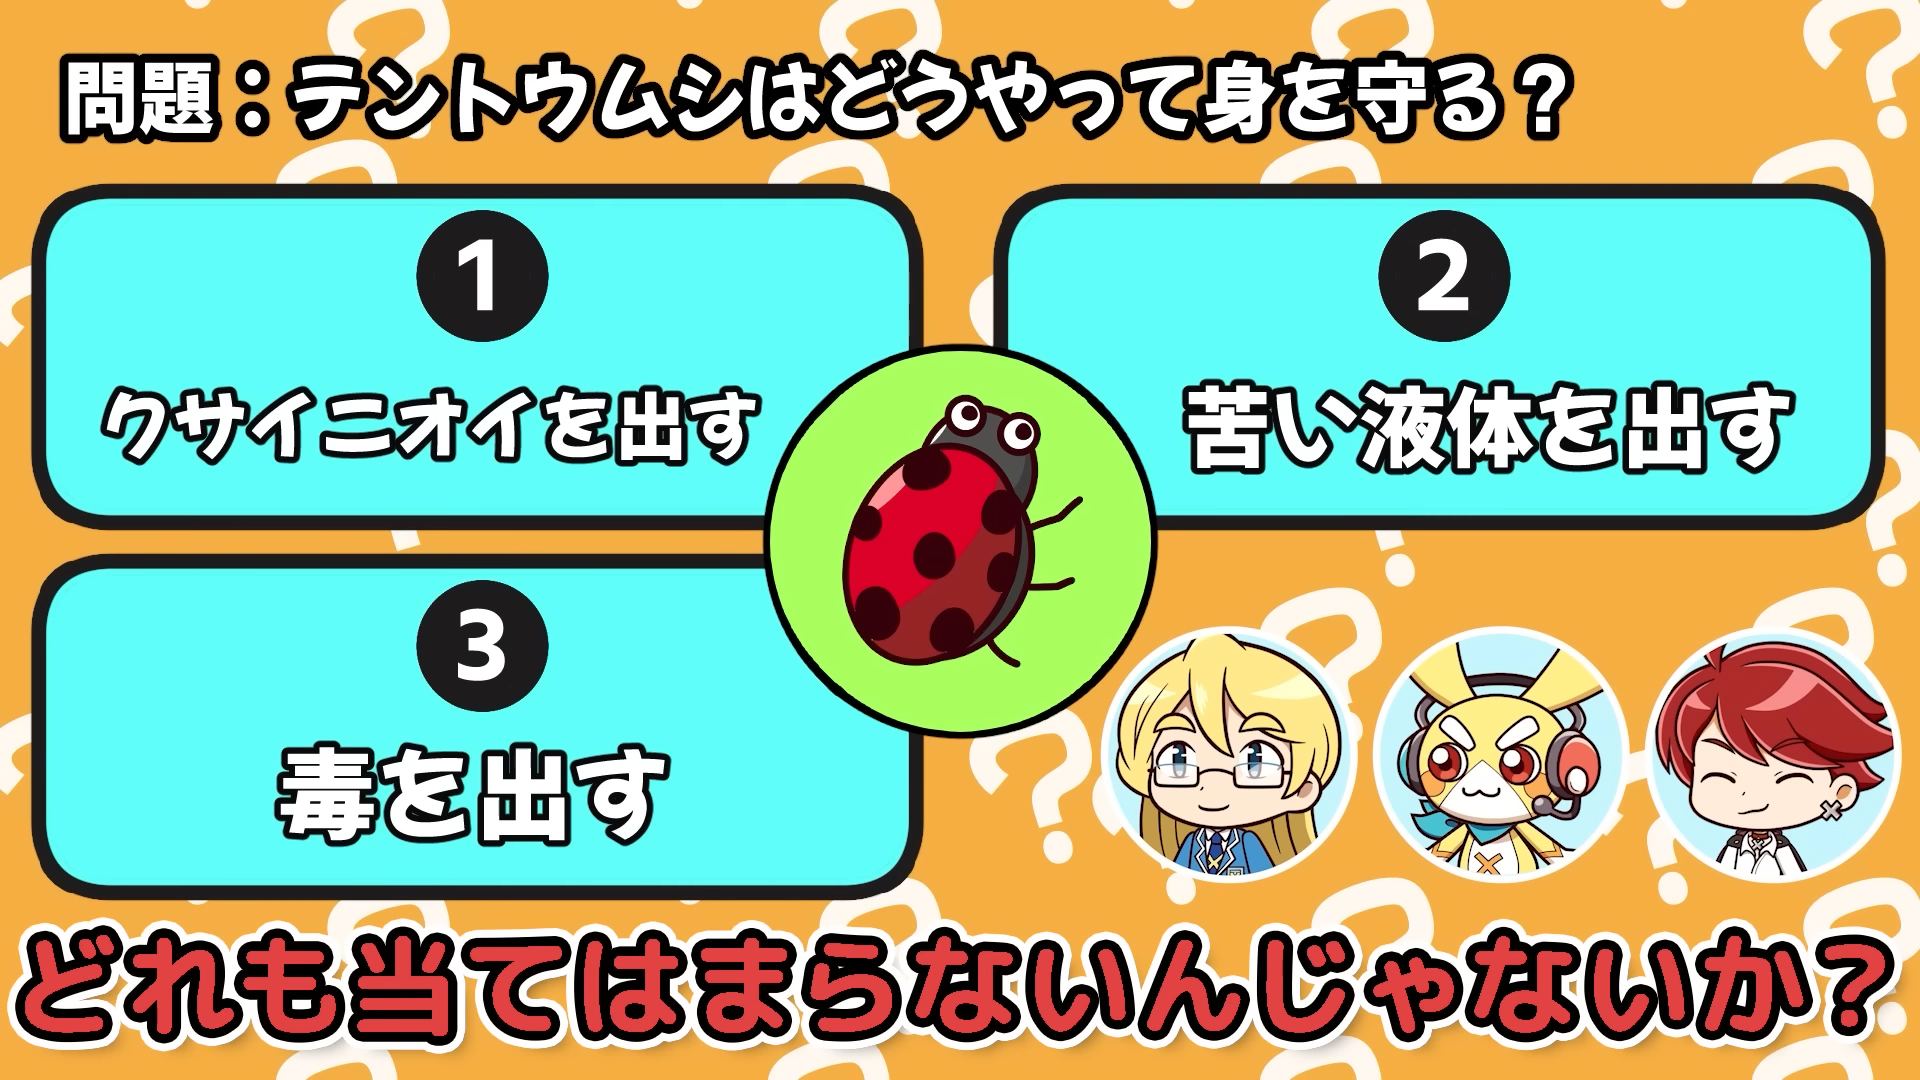 問題：テントウムシはどうやって身を守る？
1
クサイニオイを出す
2
苦い液体を出す
3
毒を出す
どれも当てはまらないんじゃないか？